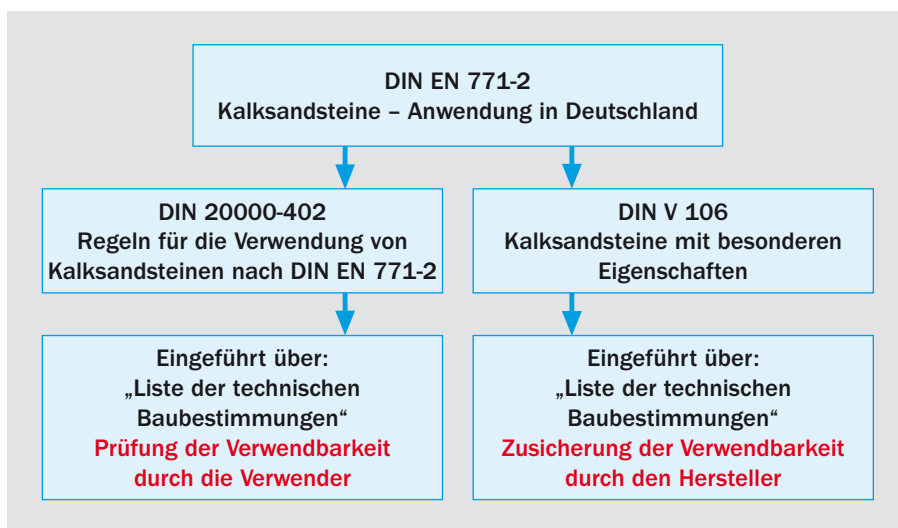 DIN EN 771-2
Kalksandsteine – Anwendung in Deutschland
DIN 20000-402
Regeln für die Verwendung von
Kalksandsteinen nach DIN EN 771-2
DIN V 106
Kalksandsteine mit besonderen
Eigenschaften
Eingeführt über:
„Liste der technischen
Baubestimmungen“
Prüfung der Verwendbarkeit
durch die Verwender
Eingeführt über:
„Liste der technischen
Baubestimmungen“
Zusicherung der Verwendbarkeit
durch den Hersteller